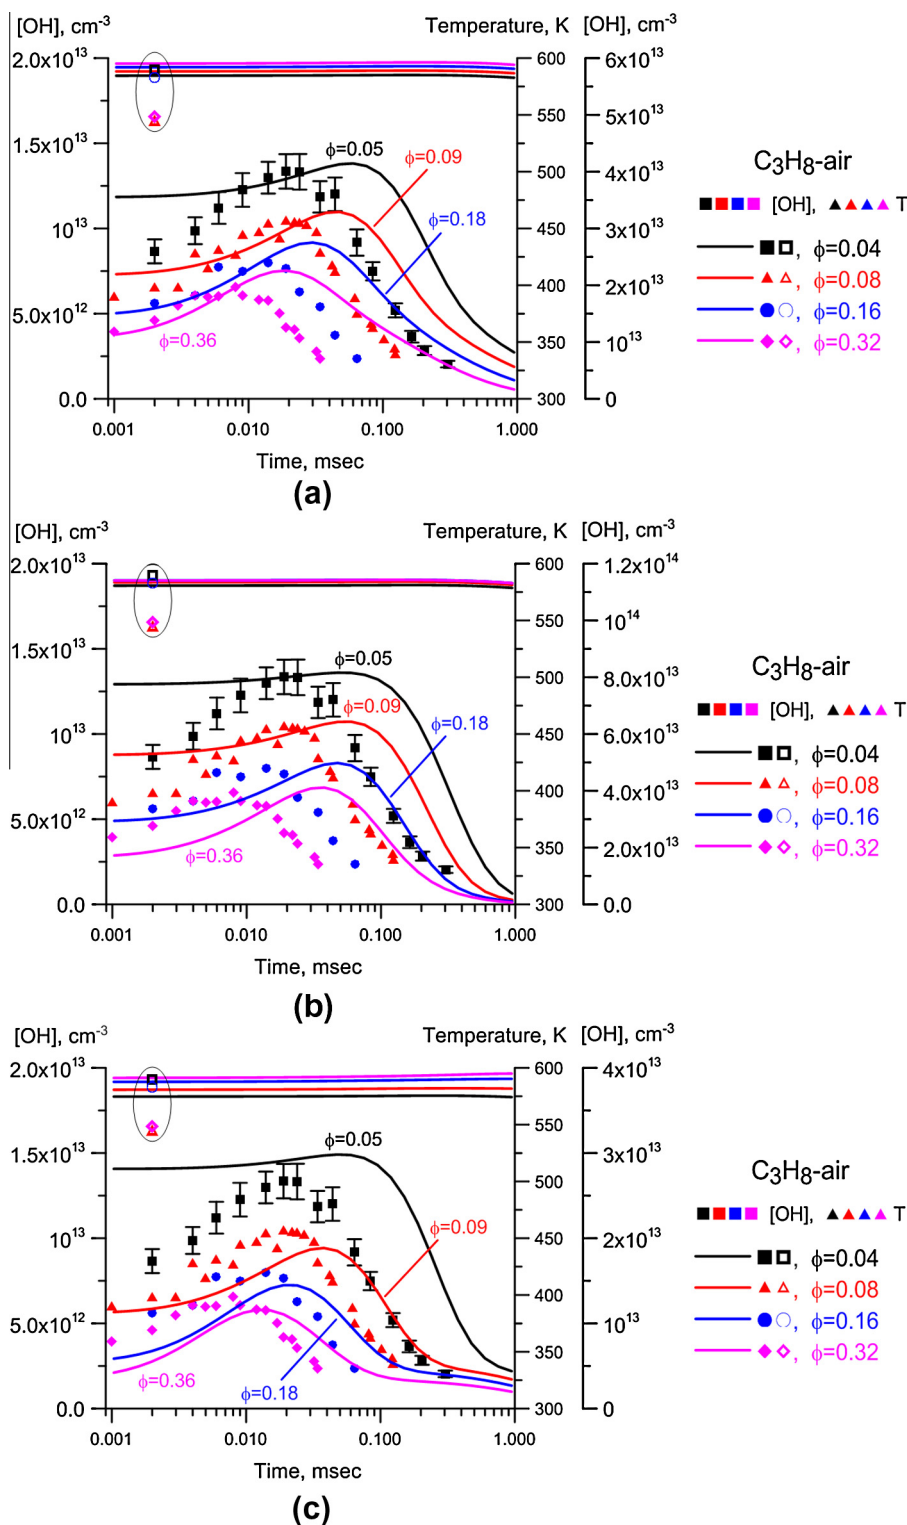 [OH], cm-3 Temperature, K [OH], cm-3
2.0x10^13 600 6x10^13
ϕ=0.05 550 5x10^13
1.5x10^13 ϕ=0.09 500 4x10^13
C3H8-air
[OH], T
10^13 ϕ=0.18 450 3x10^13
ϕ=0.04
400 2x10^13 ϕ=0.08
5.0x10^12 ϕ=0.16
ϕ=0.36 350 10^13 ϕ=0.32
0.0 300 0
0.001 0.010 0.100 1.000
Time, msec
(a)
[OH], cm-3 Temperature, K [OH], cm-3
2.0x10^13 600 1.2x10^14
550 10^14
1.5x10^13 ϕ=0.05 500 8.0x10^13
C3H8-air
ϕ=0.09 [OH], T
10^13 ϕ=0.18 450 6.0x10^13
ϕ=0.04
400 4.0x10^13 ϕ=0.08
5.0x10^12 ϕ=0.16
ϕ=0.36 350 2.0x10^13 ϕ=0.32
0.0 300 0
0.001 0.010 0.100 1.000
Time, msec
(b)
[OH], cm-3 Temperature, K [OH], cm-3
2.0x10^13 600 4x10^13
550
ϕ=0.05
1.5x10^13 500 3x10^13
C3H8-air
[OH], T
10^13 ϕ=0.09 450 2x10^13
ϕ=0.04
400 ϕ=0.08
5.0x10^12 10^13 ϕ=0.16
ϕ=0.36 350 ϕ=0.32
ϕ=0.18
0.0 300 0
0.001 0.010 0.100 1.000
Time, msec
(c)